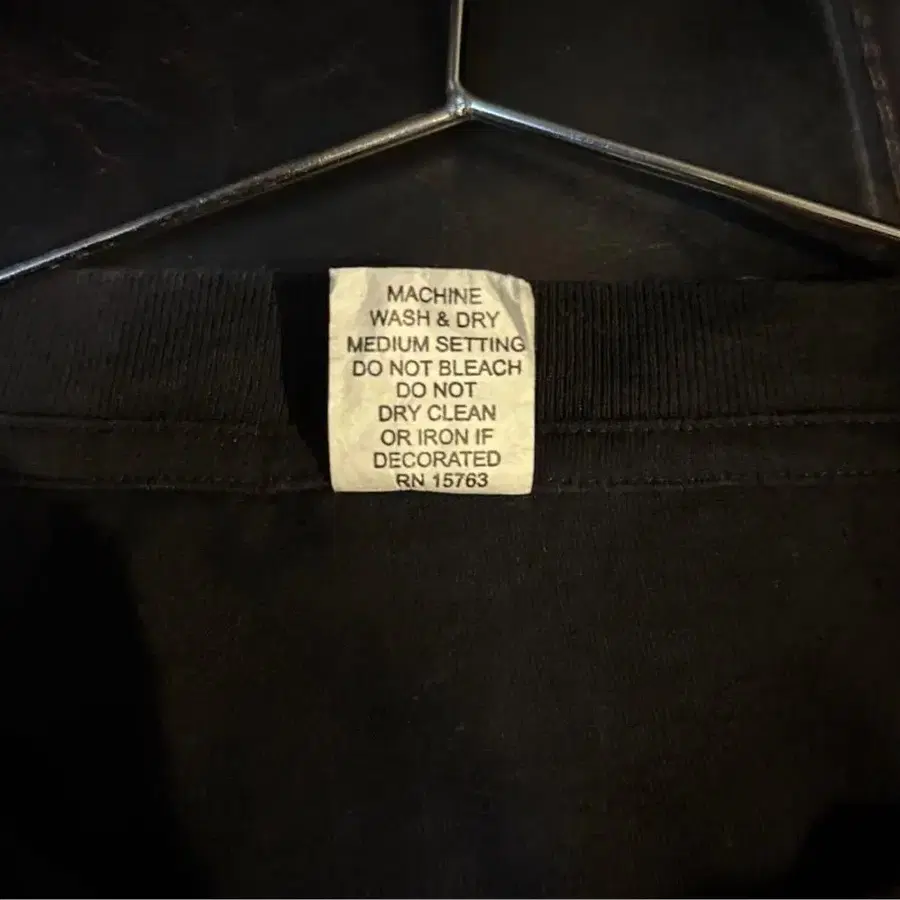 MACHINE
WASH & DRY
MEDIUM SETTING
DO NOT BLEACH
DO NOT
DRY CLEAN
OR IRON IF
DECORATED
RN 15763